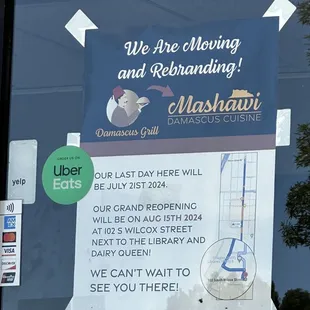 We Are Moving
and Rebranding!
Damascus Grill
Mashawi
DAMASCUS CUISINE
OUR LAST DAY HERE WILL
BE JULY 21ST 2024.
OUR GRAND REOPENING
WILL BE ON AUG 15TH 2024
AT 102 S WILCOX STREET
NEXT TO THE LIBRARY AND
DAIRY QUEEN!
WE CAN'T WAIT TO
SEE YOU THERE!
Uber
Eats
yelp
VISA